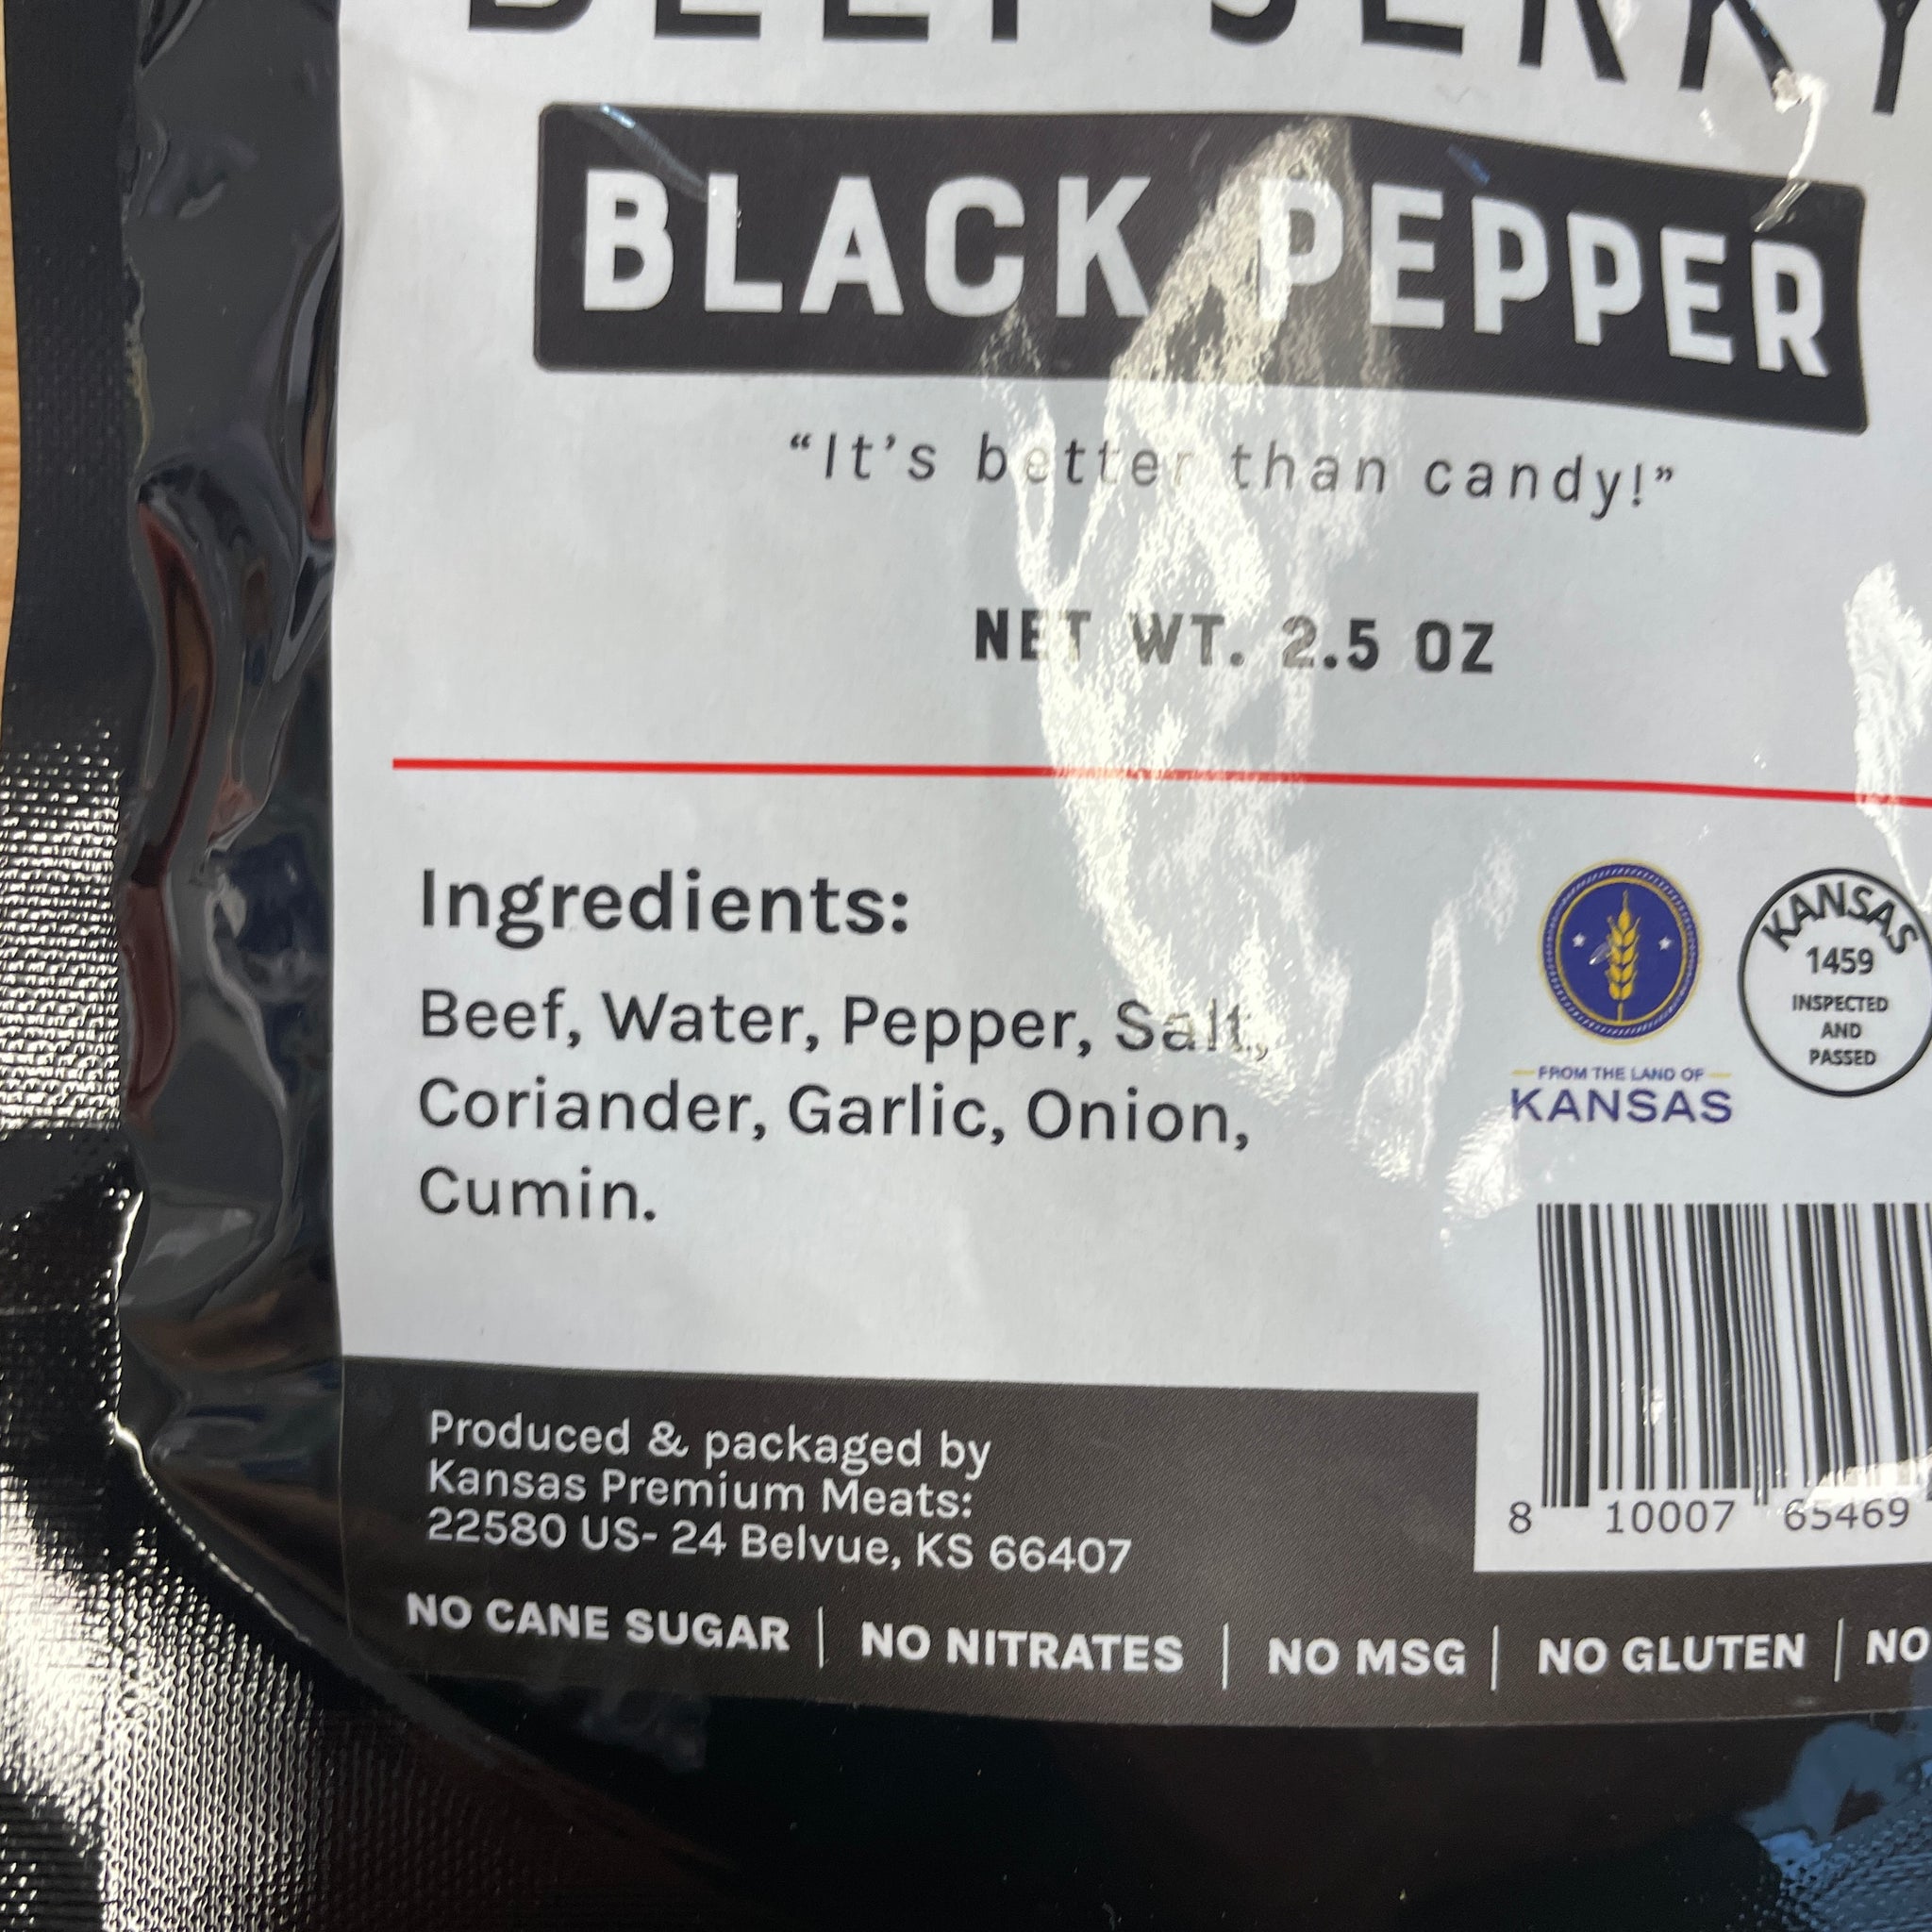 BEEF JERKY
BLACK PEPPER
“It’s better than candy!”
NET WT. 2.5 OZ
Ingredients:
Beef, Water, Pepper, Salt,
Coriander, Garlic, Onion,
Cumin.
FROM THE LAND OF
KANSAS
KANSAS
1459
INSPECTED
AND
PASSED
8 10007 65469
Produced & packaged by
Kansas Premium Meats:
22580 US- 24 Belvue, KS 66407
NO CANE SUGAR | NO NITRATES | NO MSG | NO GLUTEN | NO